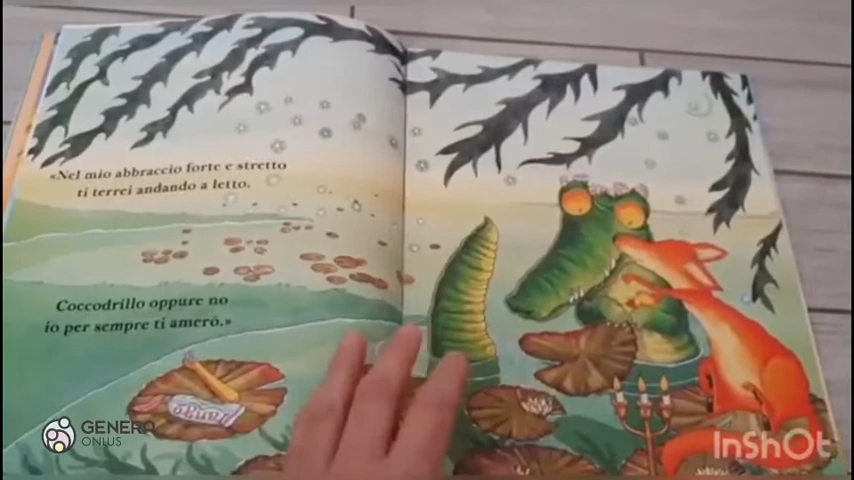 «Nel mio abbraccio forte e stretto
ti terrei andando a letto.
Coccodrillo oppure no
io per sempre ti amerò.»
GENERA
ONLUS
InShOt